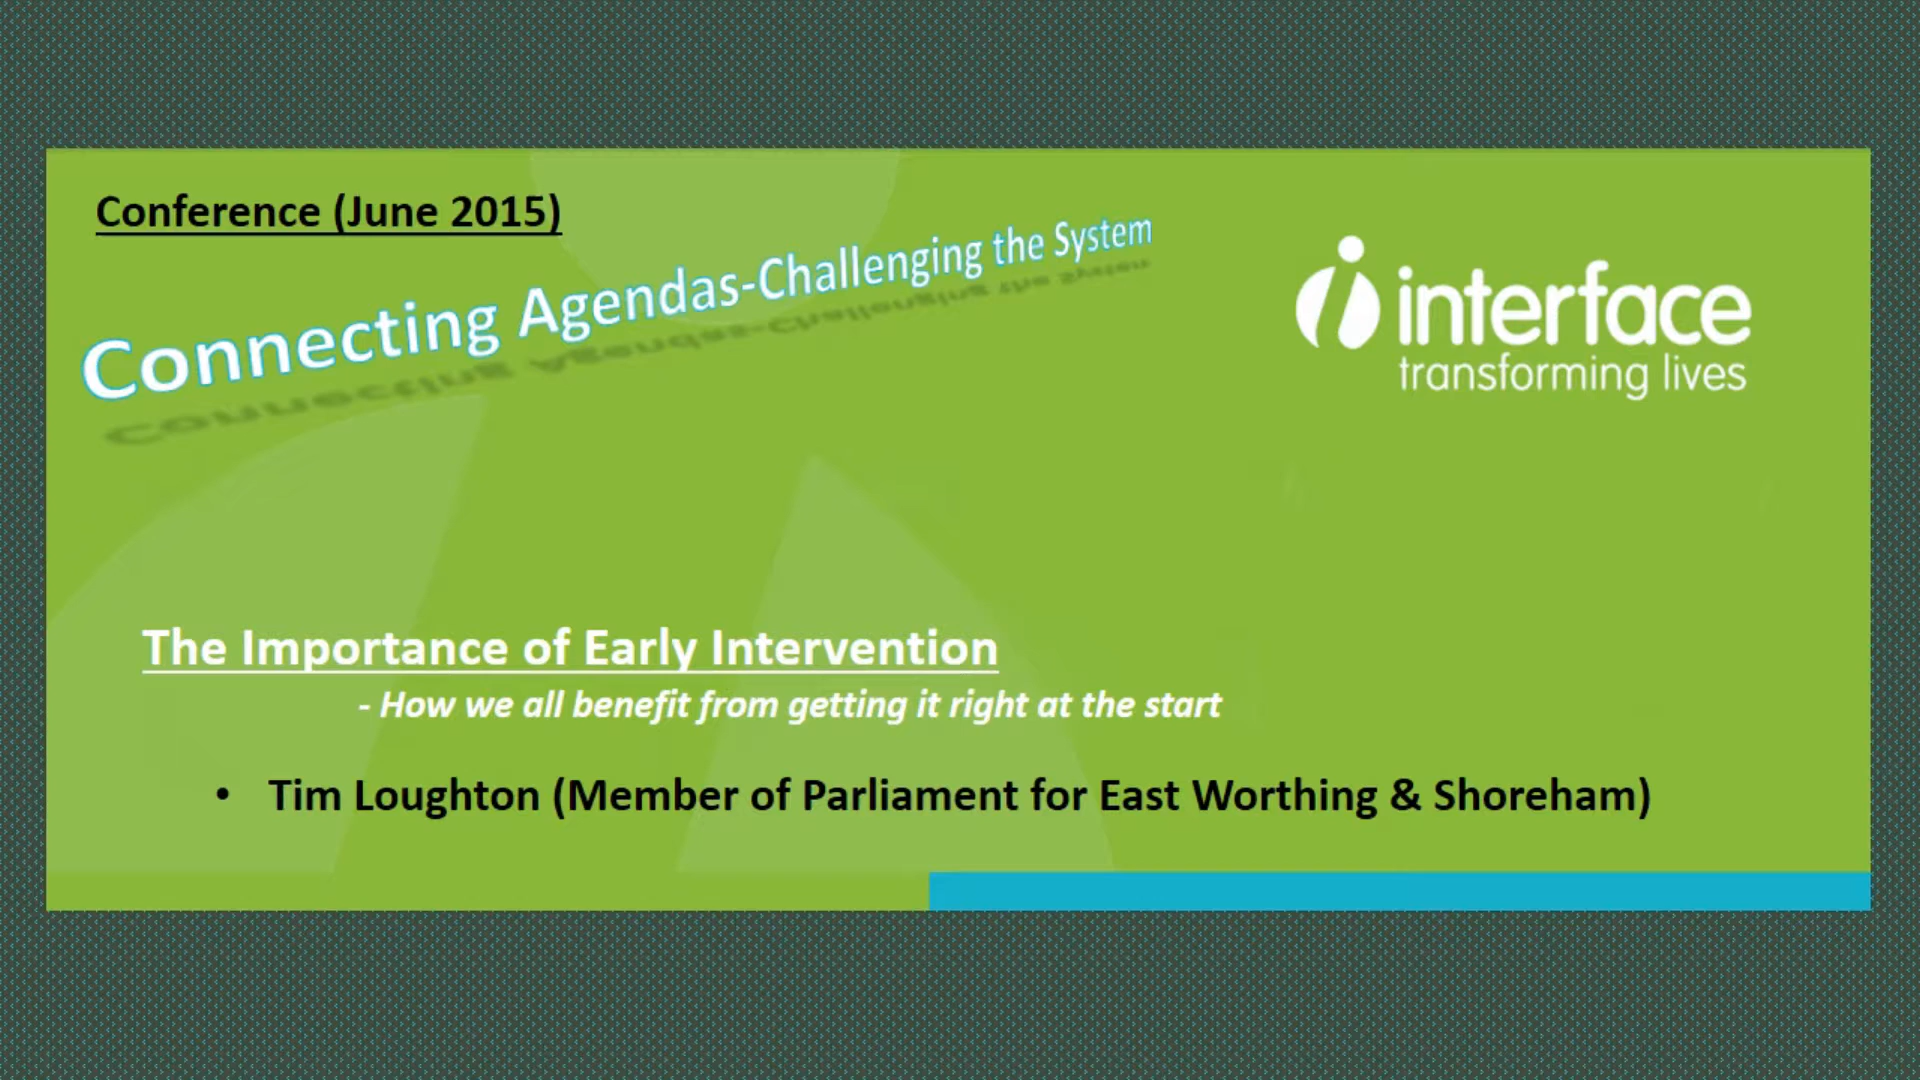 Conference (June 2015)
Connecting Agendas-Challenging the System
interface
transforming lives
The Importance of Early Intervention
- How we all benefit from getting it right at the start
• Tim Loughton (Member of Parliament for East Worthing & Shoreham)